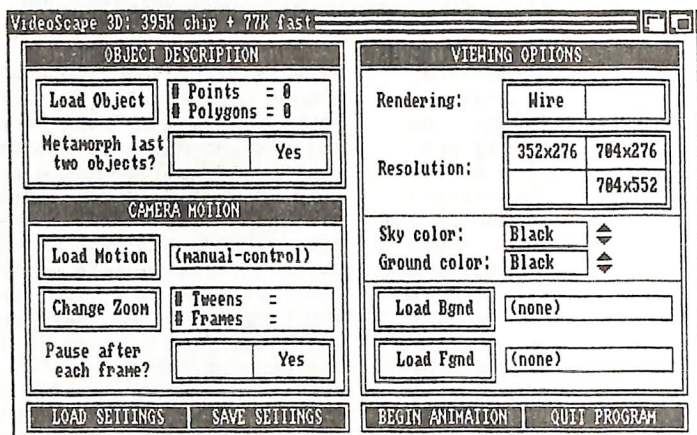 VideoScape 3D: 395K chip + 77K fast
OBJECT DESCRIPTION
Load Object
# Points = 0
# Polygons = 0
Metamorph last
two objects?
Yes
CAMERA MOTION
Load Motion
(manual-control)
Change Zoom
# Tweens =
# Frames =
Pause after
each frame?
Yes
LOAD SETTINGS
SAVE SETTINGS
VIEWING OPTIONS
Rendering:
Wire
Resolution:
352x276 704x276
704x552
Sky color:
Black
Ground color:
Black
Load Bgnd
(none)
Load Fgnd
(none)
BEGIN ANIMATION
QUIT PROGRAM